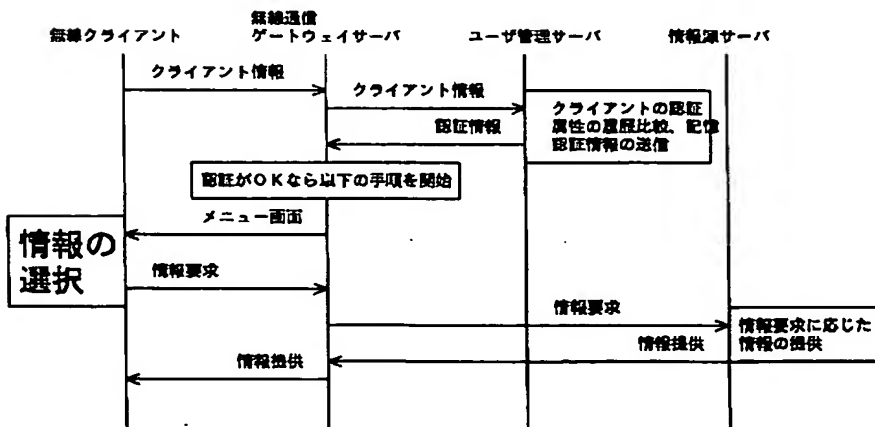 無線クライアント
無線通信
ゲートウェイサーバ
ユーザ管理サーバ
情報源サーバ
クライアント情報
クライアント情報
クライアントの認証
属性の履歴比較、記憶
認証情報の送信
認証情報
認証がOKなら以下の手順を開始
メニュー画面
情報の
選択
情報要求
情報要求
情報要求に応じた
情報の提供
情報提供
情報提供